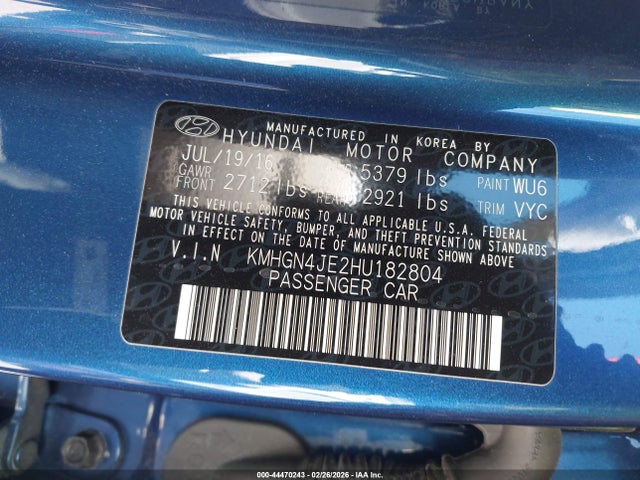 MANUFACTURED IN KOREA BY
HYUNDAI MOTOR COMPANY
JUL/19/16 5379 lbs PAINT WU6
GAWR
FRONT 2712 lbs 2921 lbs TRIM VYC
THIS VEHICLE CONFORMS TO ALL APPLICABLE U.S.A. FEDERAL
MOTOR VEHICLE SAFETY, BUMPER, AND THEFT PREVENTION STANDARDS
IN EFFECT ON THE DATE OF MANUFACTURE SHOWN ABOVE.
V.I.N KMHGN4JE2HU182804
PASSENGER CAR
000-44470243 - 02/26/2026 - IAAI.com